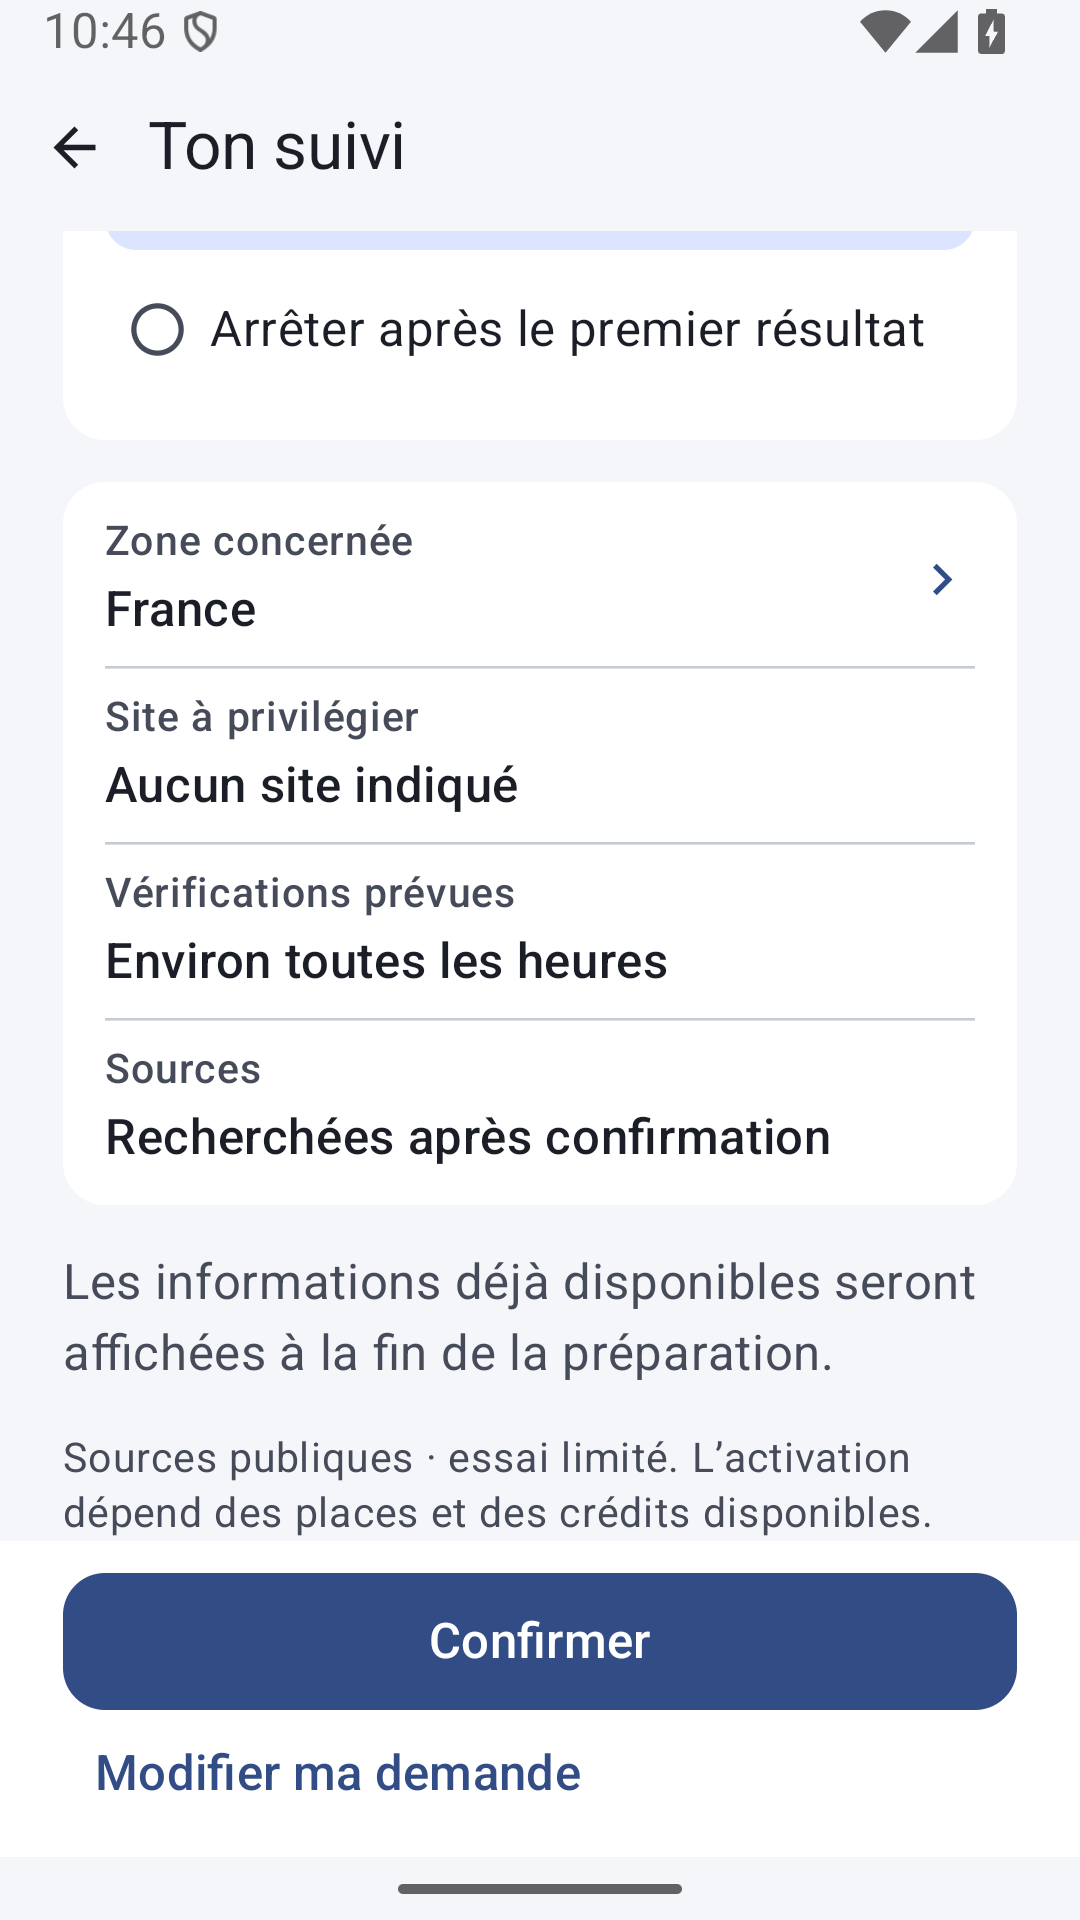 10:46
Ton suivi
Arrêter après le premier résultat
Zone concernée
France
Site à privilégier
Aucun site indiqué
Vérifications prévues
Environ toutes les heures
Sources
Recherchées après confirmation
Les informations déjà disponibles seront
affichées à la fin de la préparation.
Sources publiques · essai limité. L’activation
dépend des places et des crédits disponibles.
Confirmer
Modifier ma demande